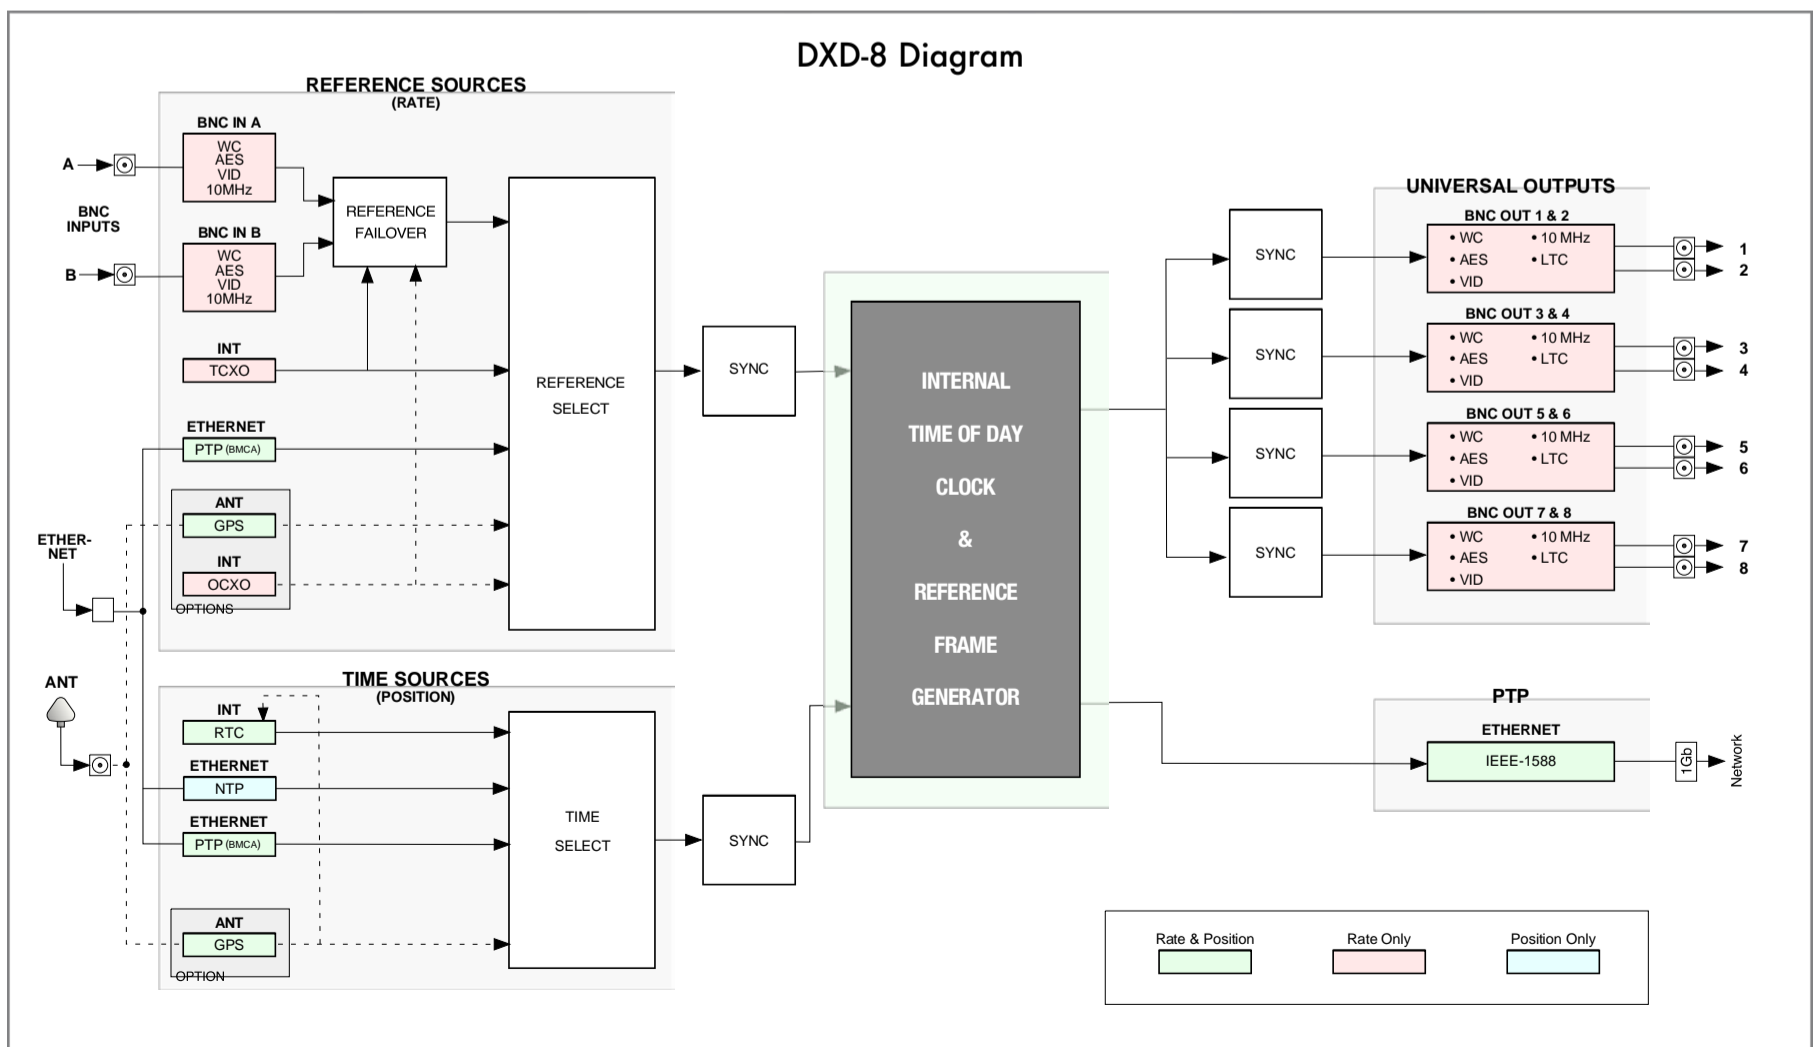 DXD-8 Diagram
REFERENCE SOURCES
(RATE)
BNC IN A
WC
AES
VID
10MHz
A
BNC
INPUTS
BNC IN B
WC
AES
VID
10MHz
B
REFERENCE
FAILOVER
INT
TCXO
ETHERNET
PTP (BMCA)
ANT
GPS
INT
OCXO
OPTIONS
REFERENCE
SELECT
ETHER-
NET
ANT
TIME SOURCES
(POSITION)
INT
RTC
ETHERNET
NTP
ETHERNET
PTP (BMCA)
ANT
GPS
OPTION
TIME
SELECT
SYNC
SYNC
INTERNAL
TIME OF DAY
CLOCK
&
REFERENCE
FRAME
GENERATOR
SYNC
SYNC
SYNC
SYNC
UNIVERSAL OUTPUTS
BNC OUT 1 & 2
• WC • 10 MHz
• AES • LTC
• VID
1
2
BNC OUT 3 & 4
• WC • 10 MHz
• AES • LTC
• VID
3
4
BNC OUT 5 & 6
• WC • 10 MHz
• AES • LTC
• VID
5
6
BNC OUT 7 & 8
• WC • 10 MHz
• AES • LTC
• VID
7
8
PTP
ETHERNET
IEEE-1588
1Gb
Network
Rate & Position
Rate Only
Position Only